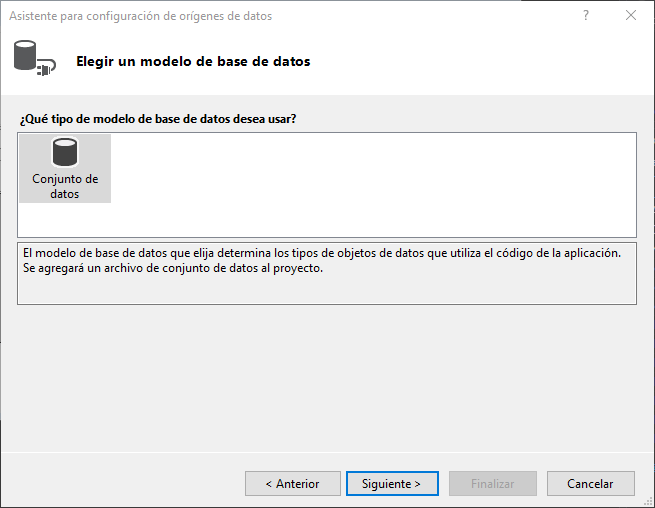 Asistente para configuración de orígenes de datos
?
Elegir un modelo de base de datos
¿Qué tipo de modelo de base de datos desea usar?
Conjunto de
datos
El modelo de base de datos que elija determina los tipos de objetos de datos que utiliza el código de la aplicación.
Se agregará un archivo de conjunto de datos al proyecto.
< Anterior
Siguiente >
Finalizar
Cancelar